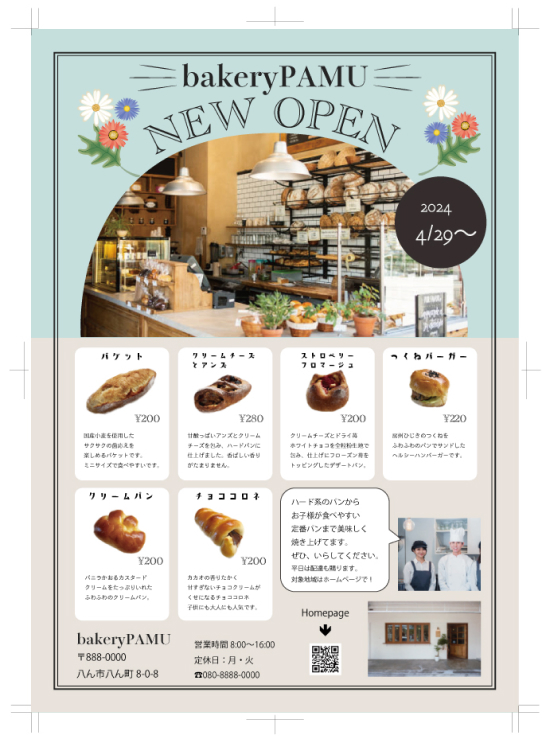 bakeryPAMU
NEW OPEN
2024
4/29〜
バゲット
¥200
国産小麦を使用した
サクサクの歯応えを
楽しめるバゲットです。
ミニサイズで食べやすいです。
クリームチーズ
とアンズ
¥280
甘酸っぱいアンズとクリーム
チーズを包み、ハードパンに
仕上げました。香ばしい香り
がたまりません。
ストロベリー
フロマージュ
¥200
クリームチーズとドライ苺
ホワイトチョコを全粒粉生地で
包み、仕上げにフローズン苺を
トッピングしたデザートパン。
つくねバーガー
¥220
ひじきのつくねを
ふわふわのパンでサンドした
ヘルシーハンバーガーです。
クリームパン
¥200
バニラかおるカスタード
クリームをたっぷりいれた
ふわふわのクリームパン。
チョココロネ
¥200
カカオの香りたかく
甘すぎないチョコクリームが
くせになるチョココロネ
子供にも大人にも人気です。
ハード系のパンから
お子様が食べやすい
定番パンまで美味しく
焼き上げてます。
ぜひ、いらしてください。
平日は配達も賜ります。
対象地域はホームページで！
Homepage
bakeryPAMU
〒888-0000
八ん市八ん町 8-0-8
営業時間 8:00〜16:00
定休日：月・火
☎080-8888-0000